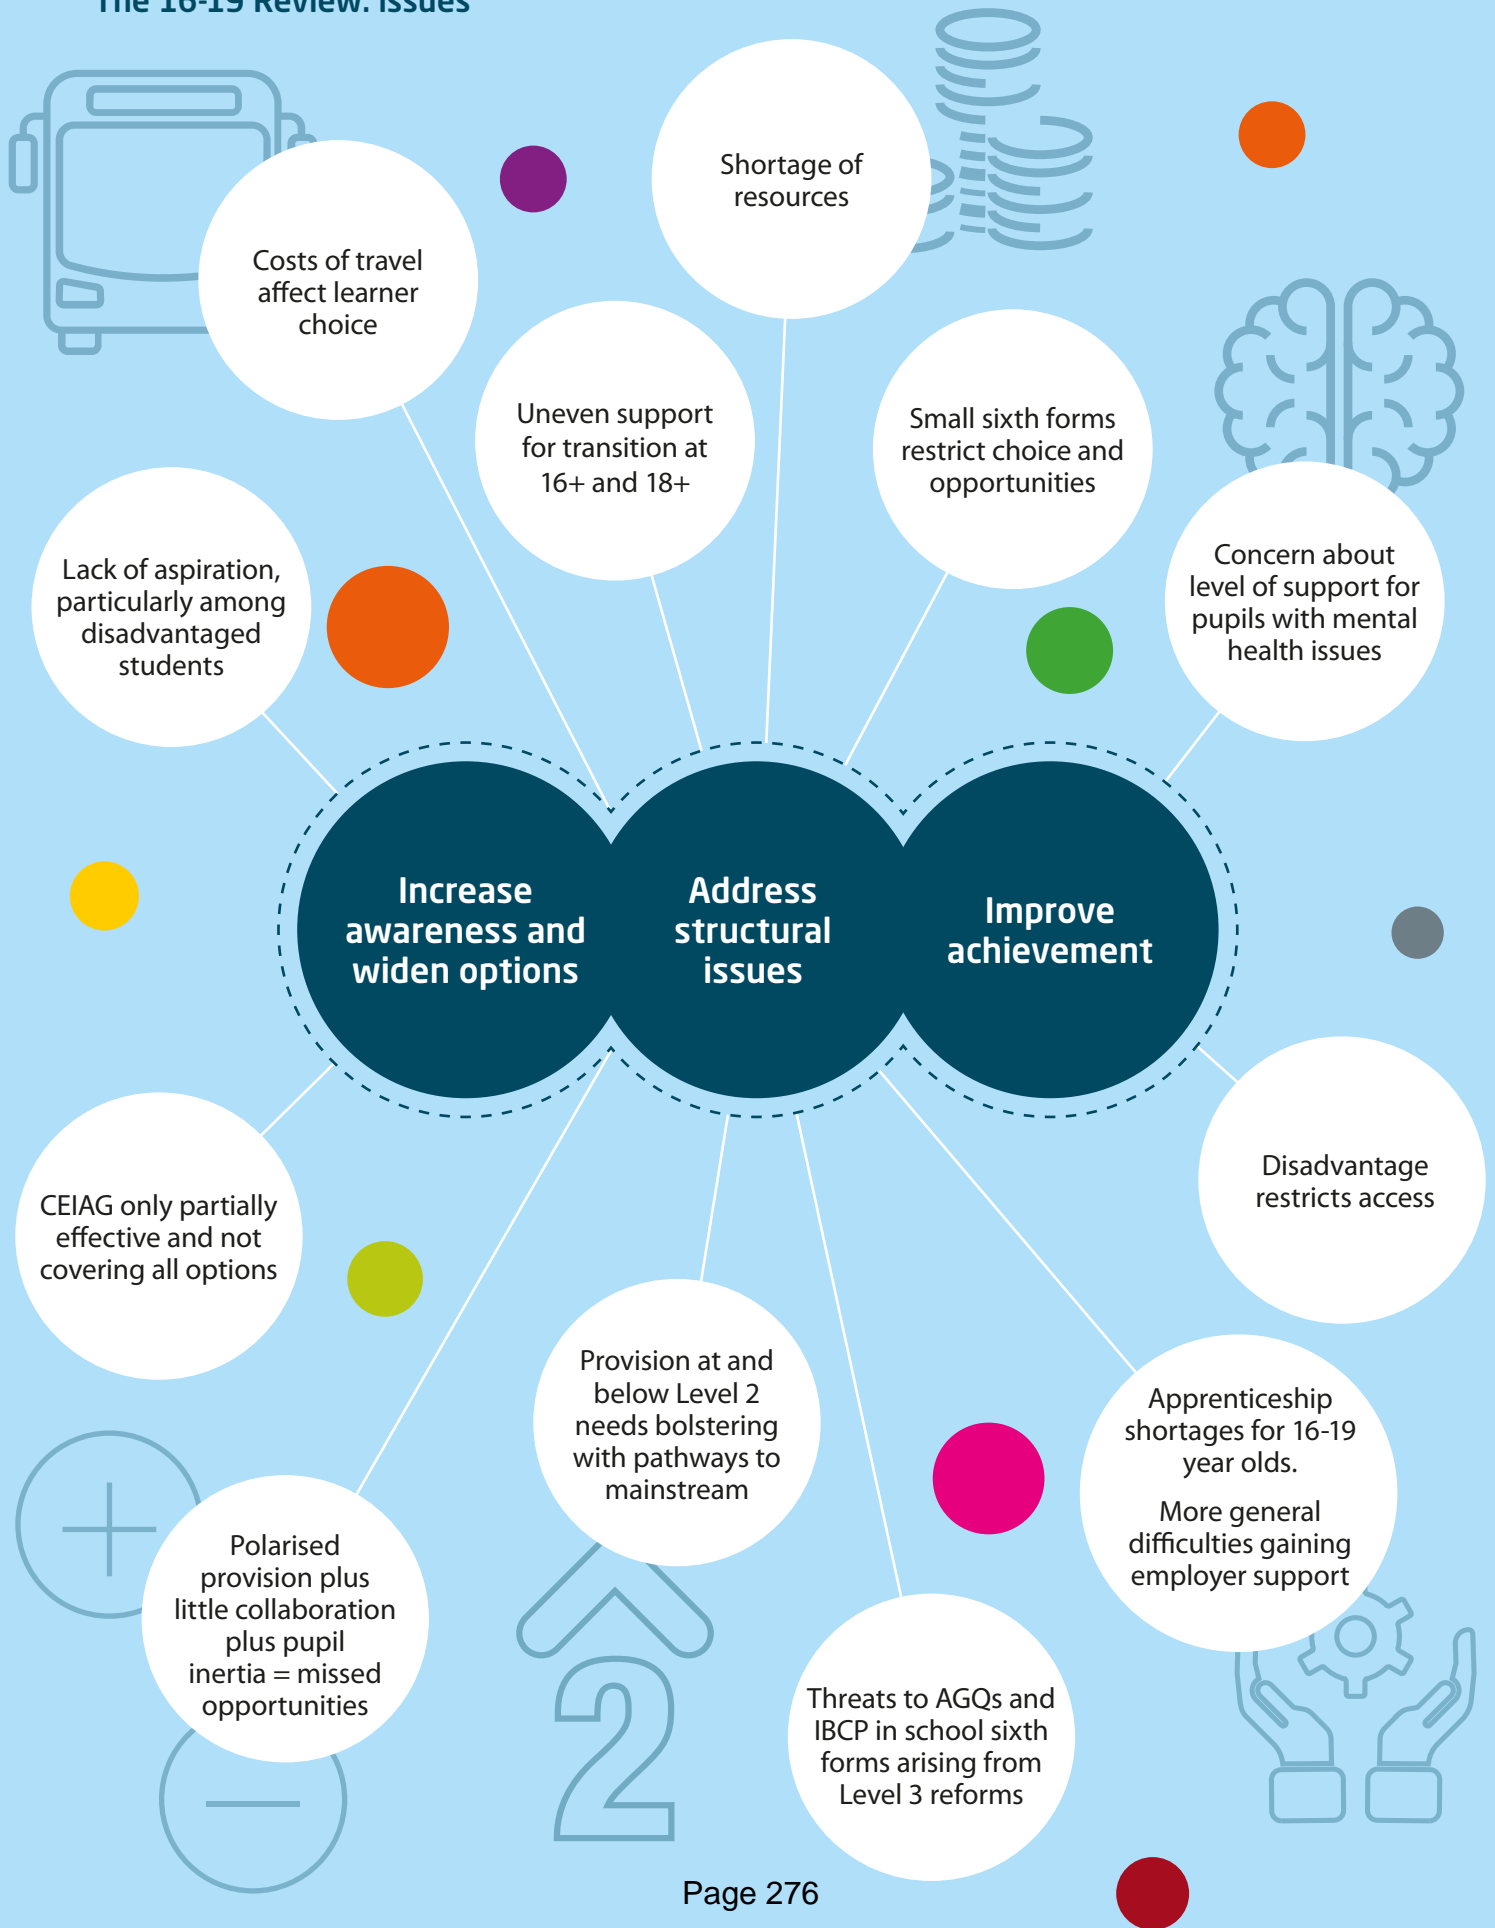 The 16-19 Review: Issues
Shortage of
resources
Costs of travel
affect learner
choice
Uneven support
for transition at
16+ and 18+
Small sixth forms
restrict choice and
opportunities
Concern about
level of support for
pupils with mental
health issues
Lack of aspiration,
particularly among
disadvantaged
students
Increase
awareness and
widen options
Address
structural
issues
Improve
achievement
Disadvantage
restricts access
CEIAG only partially
effective and not
covering all options
Provision at and
below Level 2
needs bolstering
with pathways to
mainstream
Apprenticeship
shortages for 16-19
year olds.
More general
difficulties gaining
employer support
Polarised
provision plus
little collaboration
plus pupil
inertia = missed
opportunities
2
Threats to AGQs and
IBCP in school sixth
forms arising from
Level 3 reforms
Page 276